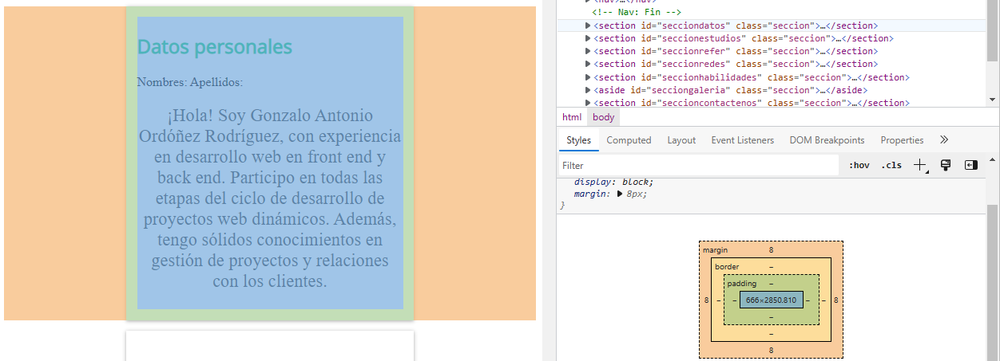 Datos personales
Nombres: Apellidos:
¡Hola! Soy Gonzalo Antonio
Ordóñez Rodríguez, con experiencia
en desarrollo web en front end y
back end. Participo en todas las
etapas del ciclo de desarrollo de
proyectos web dinámicos. Además,
tengo sólidos conocimientos en
gestión de proyectos y relaciones
con los clientes.
<nav>…</nav>
<!-- Nav: Fin -->
<section id="secciondatos" class="seccion">…</section>
<section id="seccionestudios" class="seccion">…</section>
<section id="seccionrefer" class="seccion">…</section>
<section id="seccionredes" class="seccion">…</section>
<section id="seccionhabilidades" class="seccion">…</section>
<aside id="secciongaleria" class="seccion">…</aside>
<section id="seccioncontactenos" class="seccion">…</section>
html body
Styles Computed Layout Event Listeners DOM Breakpoints Properties
Filter :hov .cls
display: block;
margin: 8px;
}
margin 8
border –
padding –
8 – – 666×2850.810 – – 8
–
–
8